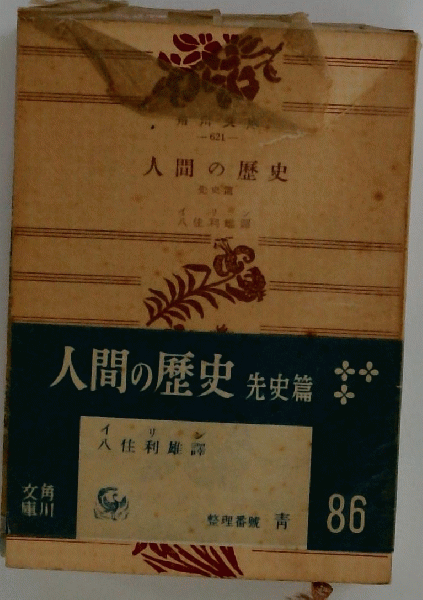 角川文庫
—621—
人間の歴史
先史篇
イリン
八住利雄譯
人間の歴史 先史篇
イリン
八住利雄譯
角川文庫
整理番號 青
86